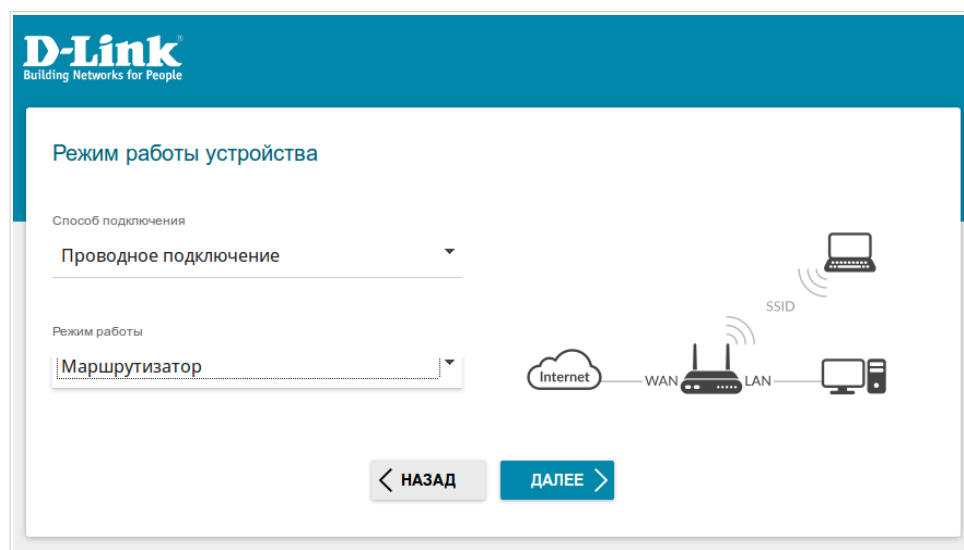 D-Link
Building Networks for People
Режим работы устройства
Способ подключения
Проводное подключение
SSID
Режим работы
Маршрутизатор
Internet
WAN
LAN
НАЗАД
ДАЛЕЕ